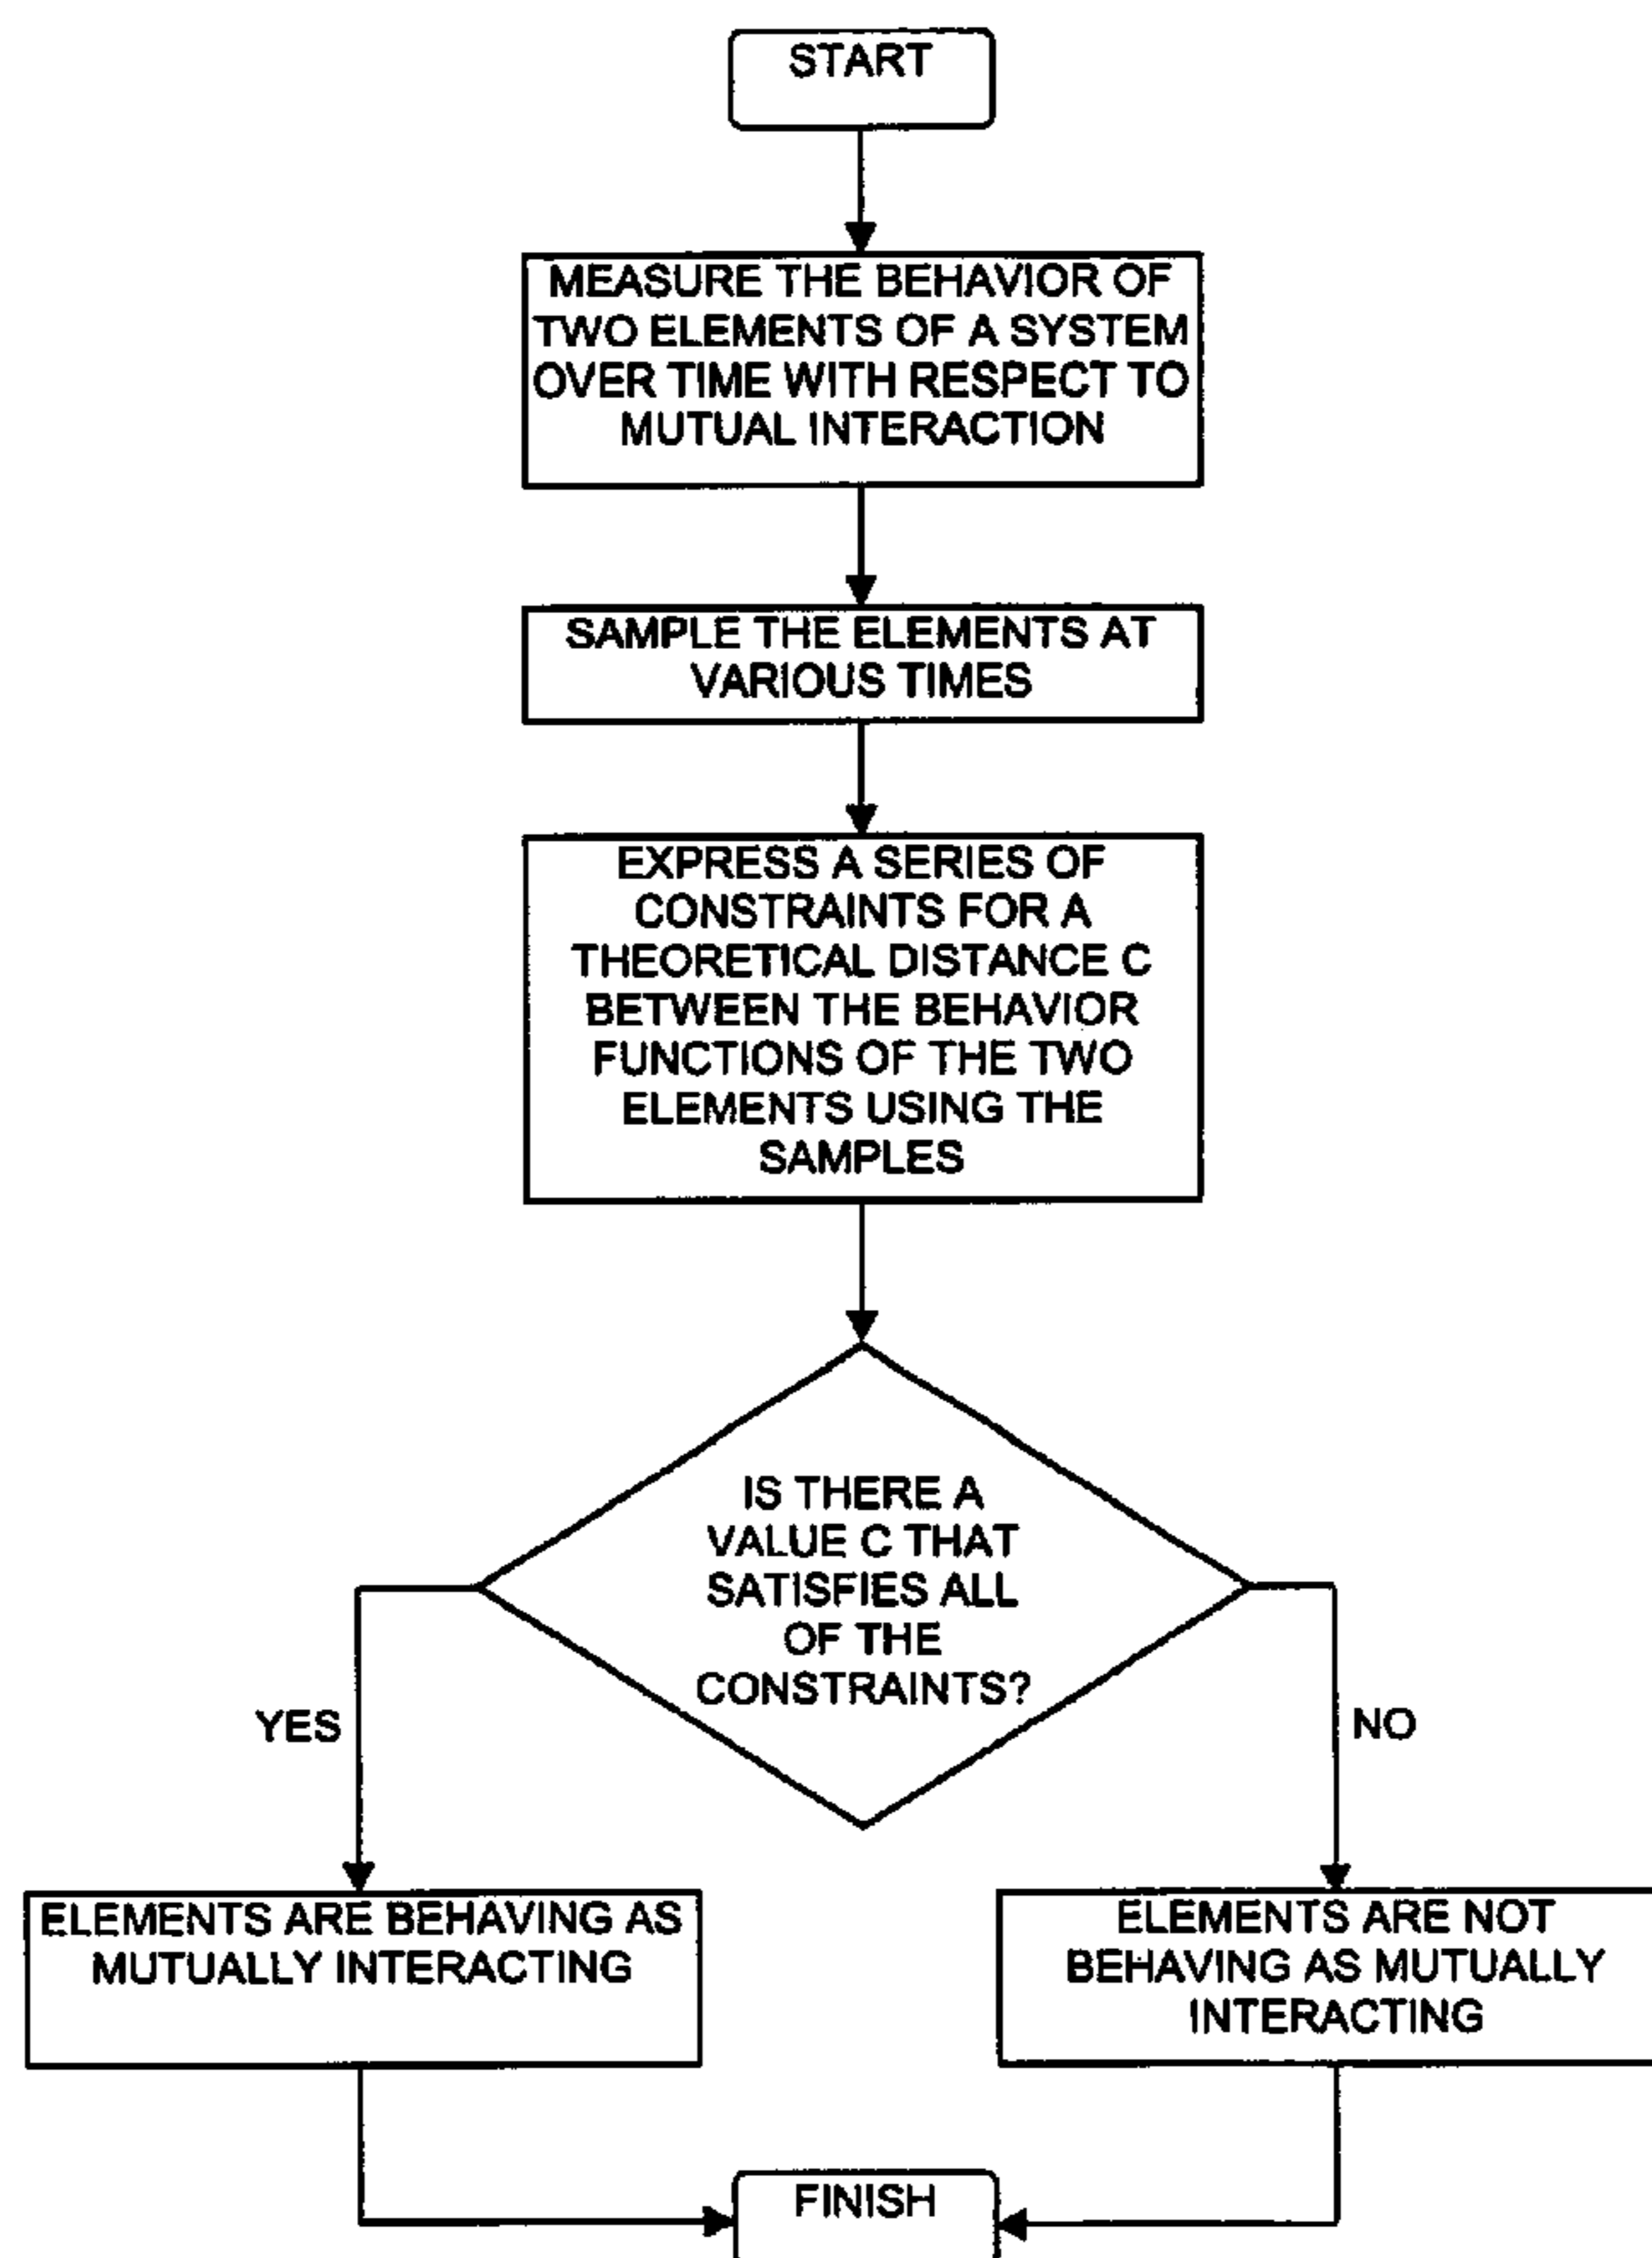 START
MEASURE THE BEHAVIOR OF
TWO ELEMENTS OF A SYSTEM
OVER TIME WITH RESPECT TO
MUTUAL INTERACTION
SAMPLE THE ELEMENTS AT
VARIOUS TIMES
EXPRESS A SERIES OF
CONSTRAINTS FOR A
THEORETICAL DISTANCE C
BETWEEN THE BEHAVIOR
FUNCTIONS OF THE TWO
ELEMENTS USING THE
SAMPLES
IS THERE A
VALUE C THAT
SATISFIES ALL
OF THE
CONSTRAINTS?
YES
NO
ELEMENTS ARE BEHAVING AS
MUTUALLY INTERACTING
ELEMENTS ARE NOT
BEHAVING AS MUTUALLY
INTERACTING
FINISH